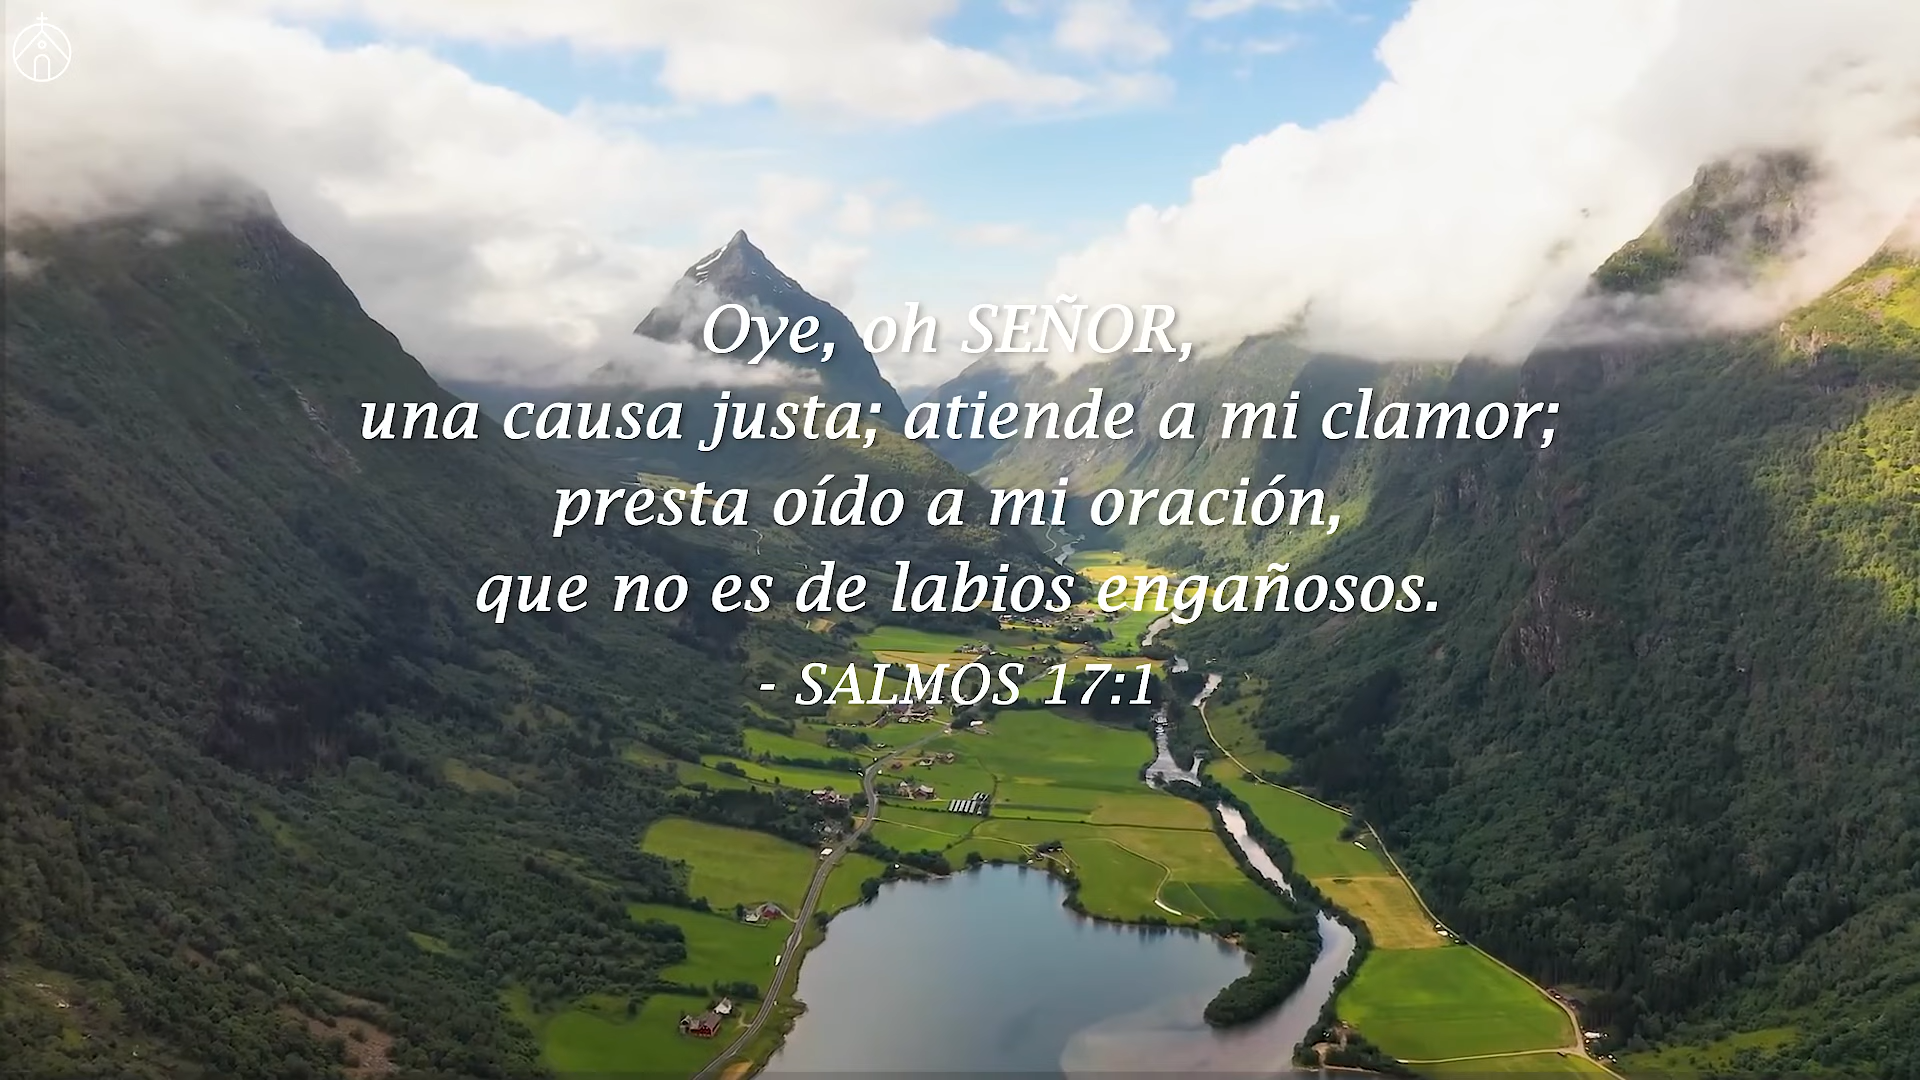 Oye, oh SEÑOR,
una causa justa; atiende a mi clamor;
presta oído a mi oración,
que no es de labios engañosos.
- SALMOS 17:1